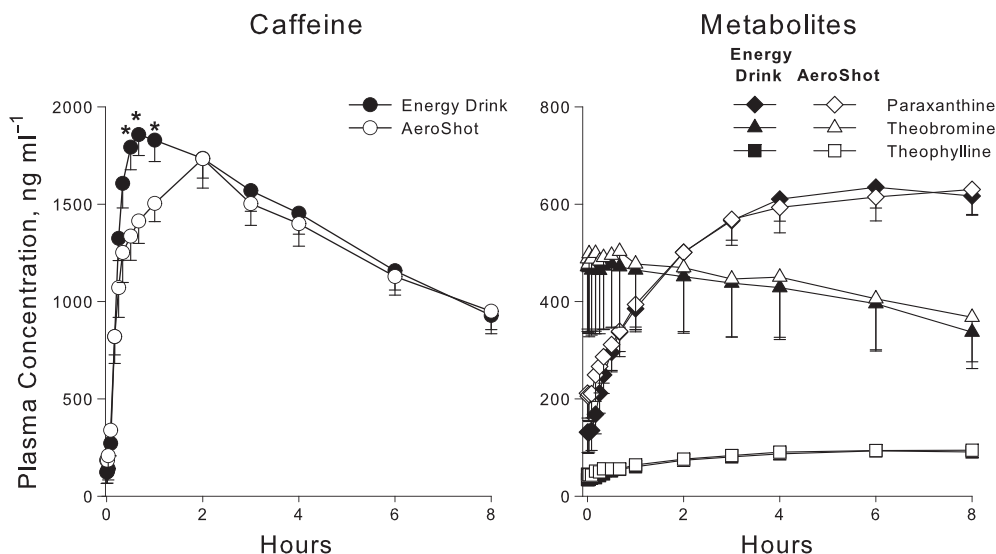 Caffeine
Metabolites
Energy
Drink AeroShot
Paraxanthine
Theobromine
Theophylline
Energy Drink
AeroShot
Plasma Concentration, ng ml⁻¹
2000
1500
1000
500
0
* * *
0 2 4 6 8
Hours
800
600
400
200
0
0 2 4 6 8
Hours